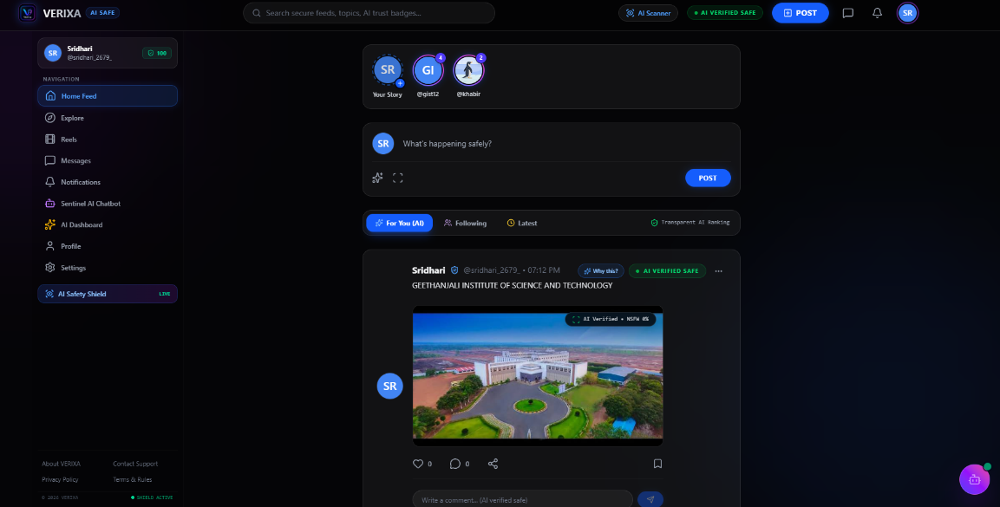 VERIXA AI SAFE
Search secure feeds, topics, AI trust badges...
AI Scanner
AI VERIFIED SAFE
POST
SR
SR
Sridhari
@sridhari_2679_
100
NAVIGATION
Home Feed
Explore
Reels
Messages
Notifications
Sentinel AI Chatbot
AI Dashboard
Profile
Settings
AI Safety Shield LIVE
About VERIXA Contact Support
Privacy Policy Terms & Rules
© 2026 VERIXA SHIELD ACTIVE
SR GI 4 2
Your Story @gist12 @khabir
SR What's happening safely?
POST
For You (AI) Following Latest Transparent AI Ranking
Sridhari @sridhari_2679_ • 07:12 PM Why this? AI VERIFIED SAFE
GEETHANJALI INSTITUTE OF SCIENCE AND TECHNOLOGY
AI Verified • NSFW 0%
SR
0 0
Write a comment... (AI verified safe)